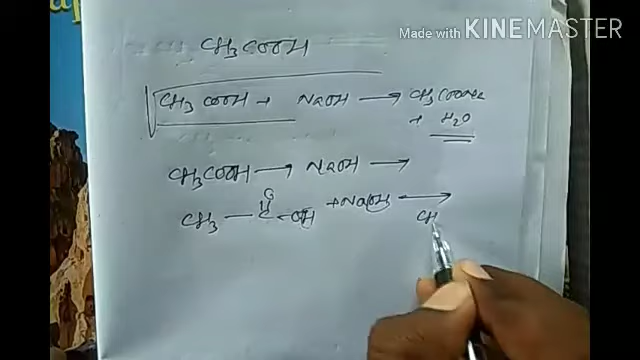 Made with KINEMASTER
CH3COOH
CH3COOH + NaOH → CH3COONa
+ H2O
CH3COOH → NaOH →
O
CH3 — C — OH + NaOH →
CH